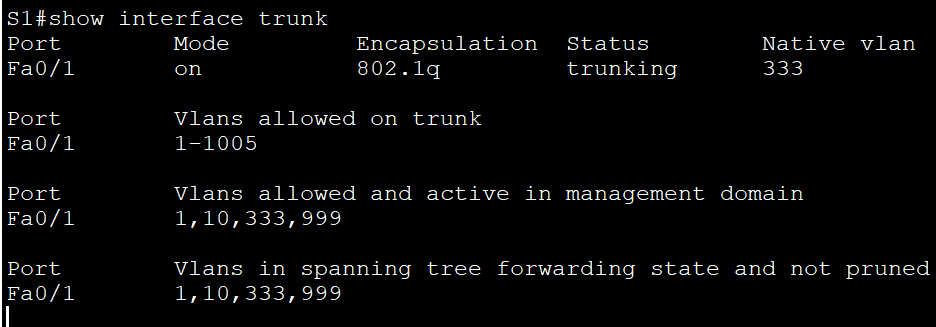 S1#show interface trunk
Port Mode Encapsulation Status Native vlan
Fa0/1 on 802.1q trunking 333
Port Vlans allowed on trunk
Fa0/1 1-1005
Port Vlans allowed and active in management domain
Fa0/1 1,10,333,999
Port Vlans in spanning tree forwarding state and not pruned
Fa0/1 1,10,333,999